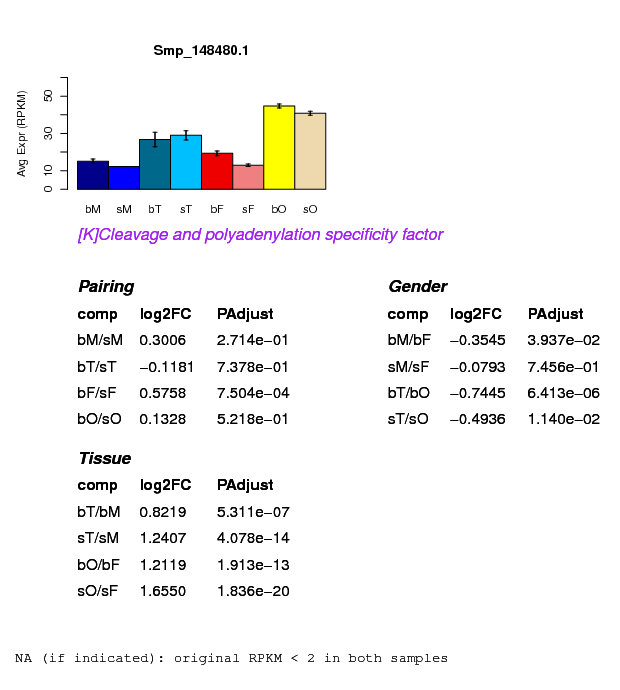 Smp_148480.1
Avg Expr (RPKM)
50
30
10
0
bM sM bT sT bF sF bO sO
[K]Cleavage and polyadenylation specificity factor
Pairing
comp log2FC PAdjust
bM/sM 0.3006 2.714e−01
bT/sT −0.1181 7.378e−01
bF/sF 0.5758 7.504e−04
bO/sO 0.1328 5.218e−01
Gender
comp log2FC PAdjust
bM/bF −0.3545 3.937e−02
sM/sF −0.0793 7.456e−01
bT/bO −0.7445 6.413e−06
sT/sO −0.4936 1.140e−02
Tissue
comp log2FC PAdjust
bT/bM 0.8219 5.311e−07
sT/sM 1.2407 4.078e−14
bO/bF 1.2119 1.913e−13
sO/sF 1.6550 1.836e−20
NA (if indicated): original RPKM < 2 in both samples